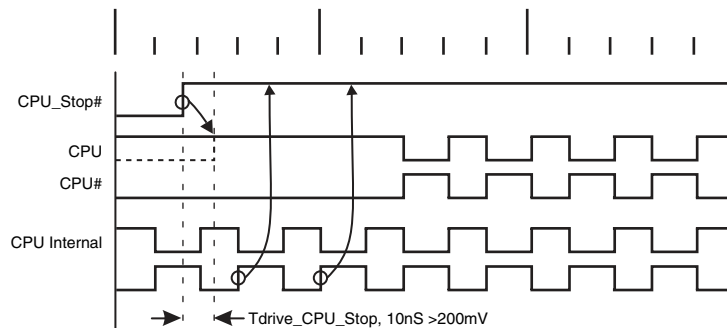 CPU_Stop#
CPU
CPU#
CPU Internal
Tdrive_CPU_Stop, 10nS >200mV